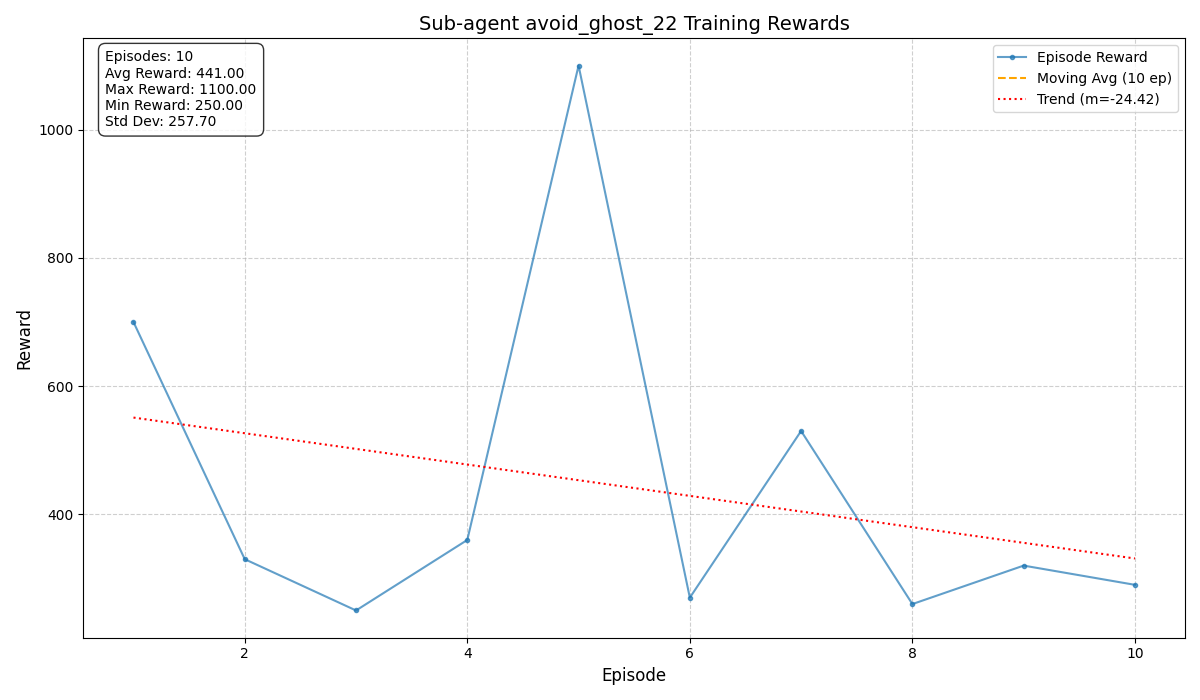 Sub-agent avoid_ghost_22 Training Rewards
Episodes: 10
Avg Reward: 441.00
Max Reward: 1100.00
Min Reward: 250.00
Std Dev: 257.70
Episode Reward
Moving Avg (10 ep)
Trend (m=-24.42)
Reward
1000
800
600
400
2 4 6 8 10
Episode